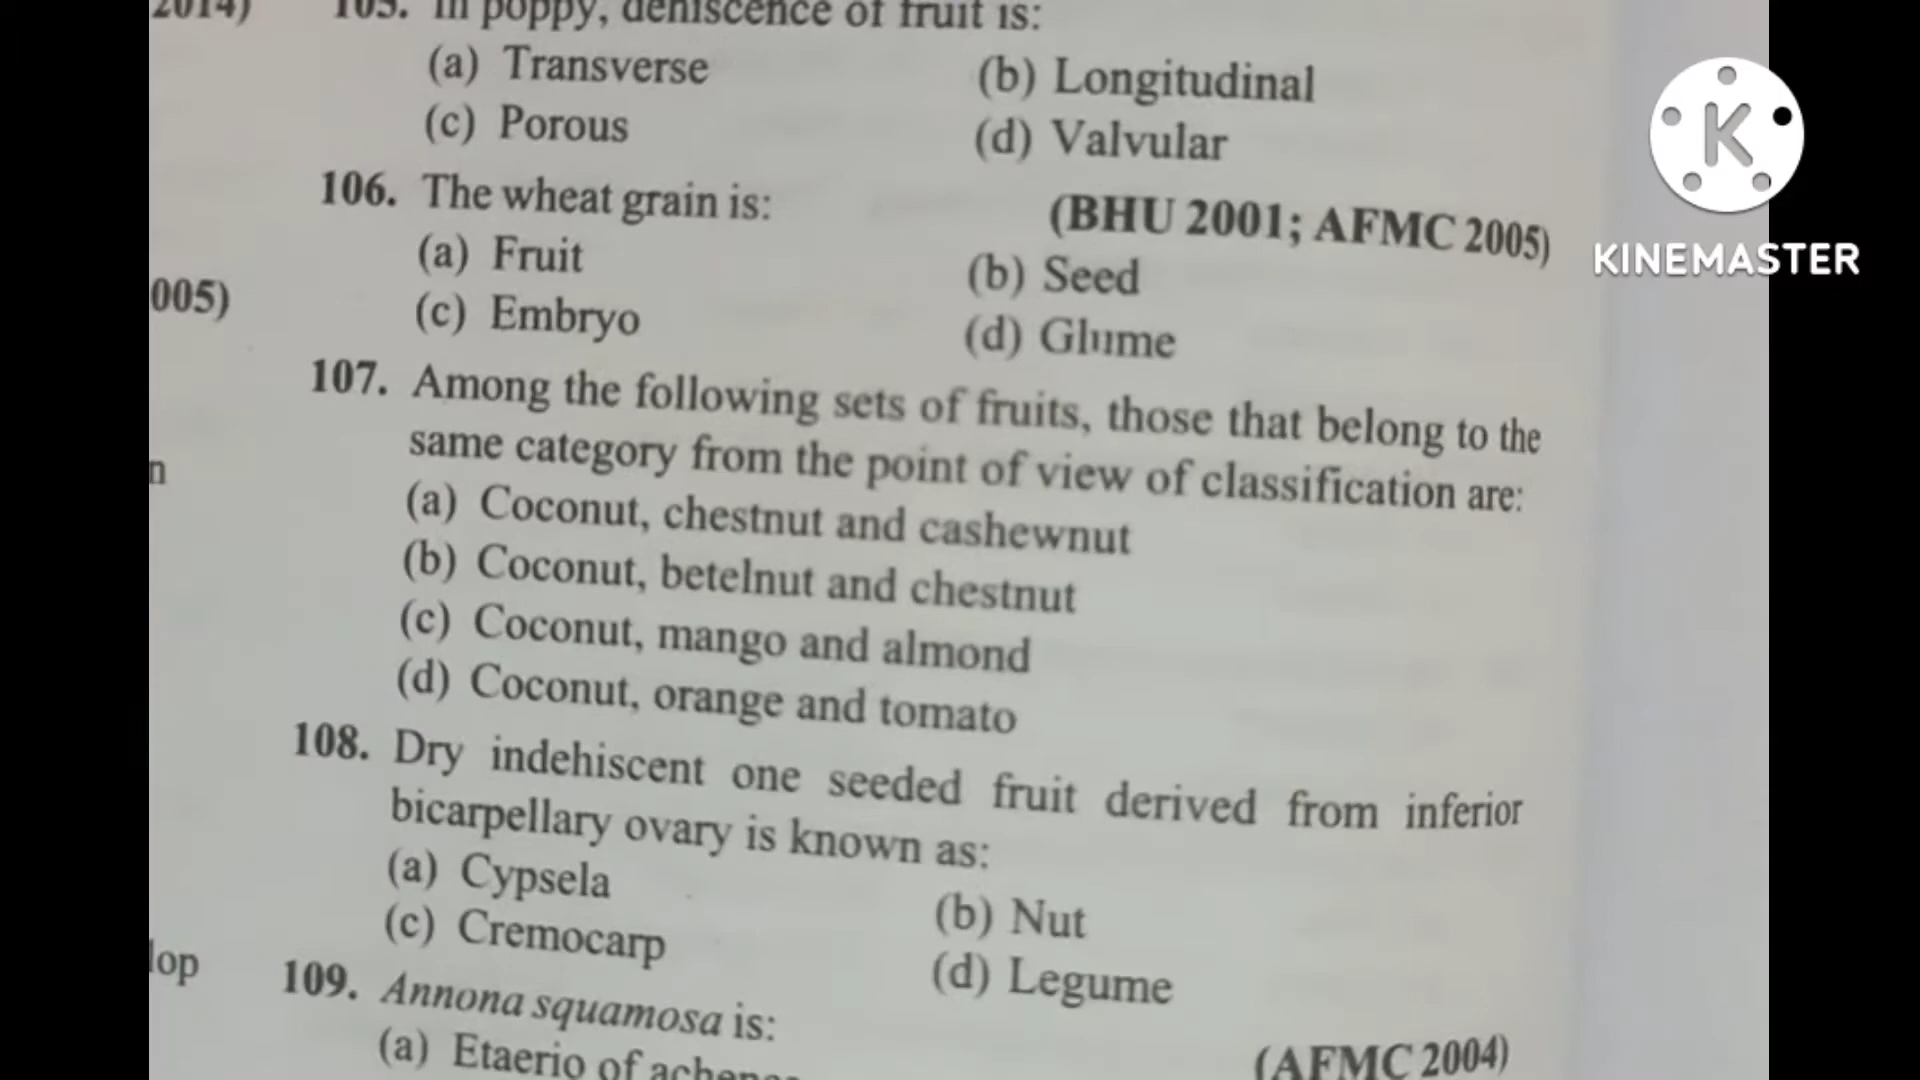 2014)
105. In poppy, dehiscence of fruit is:
(a) Transverse (b) Longitudinal
(c) Porous (d) Valvular
106. The wheat grain is:
(BHU 2001; AFMC 2005)
(a) Fruit (b) Seed
(c) Embryo (d) Glume
005)
107. Among the following sets of fruits, those that belong to the
same category from the point of view of classification are:
n
(a) Coconut, chestnut and cashewnut
(b) Coconut, betelnut and chestnut
(c) Coconut, mango and almond
(d) Coconut, orange and tomato
108. Dry indehiscent one seeded fruit derived from inferior
bicarpellary ovary is known as:
(a) Cypsela (b) Nut
(c) Cremocarp (d) Legume
lop
109. Annona squamosa is:
(AFMC 2004)
(a) Etaerio of achenes
K
KINEMASTER